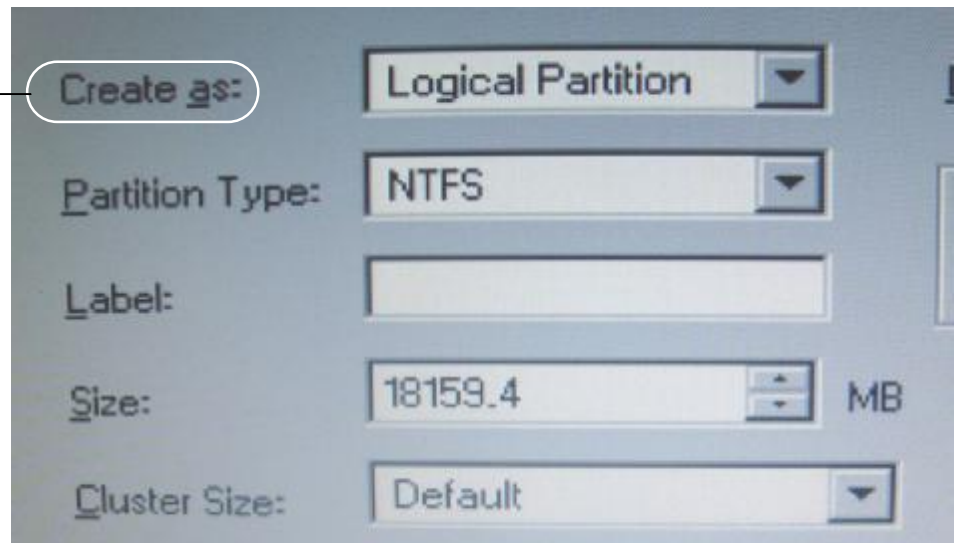 Create as: Logical Partition
Partition Type: NTFS
Label:
Size: 18159.4 MB
Cluster Size: Default